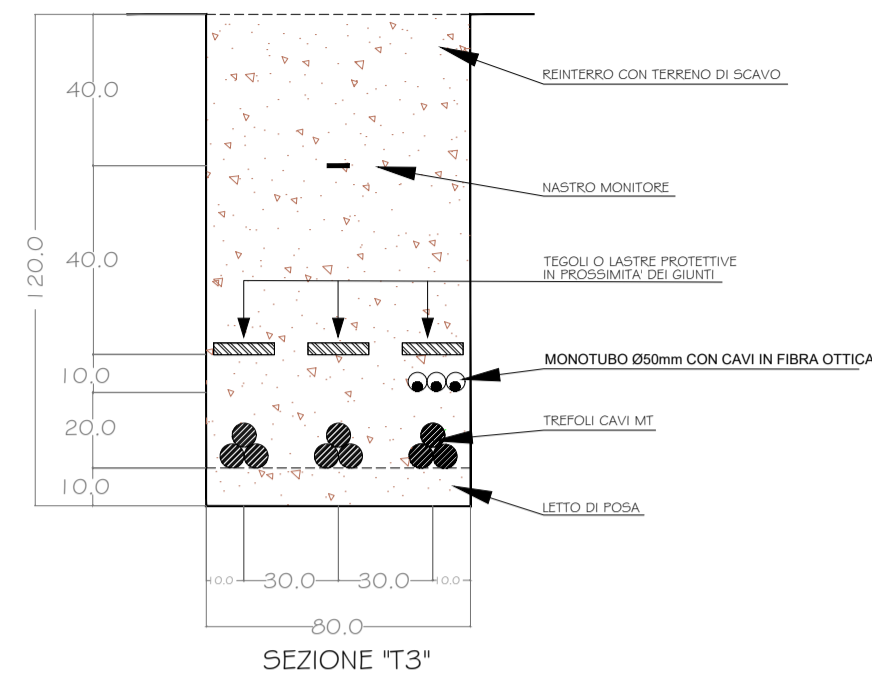 REINTERRO CON TERRENO DI SCAVO
40.0
NASTRO MONITORE
120.0
40.0
TEGOLI O LASTRE PROTETTIVE
IN PROSSIMITA' DEI GIUNTI
MONOTUBO Ø50mm CON CAVI IN FIBRA OTTICA
10.0
TREFOLI CAVI MT
20.0
10.0
LETTO DI POSA
10.0 30.0 30.0 10.0
80.0
SEZIONE "T3"